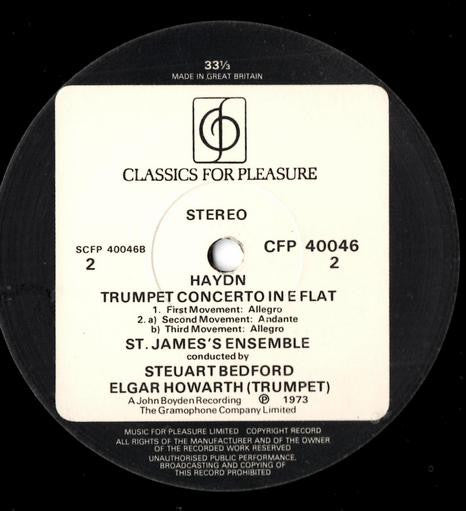 33⅓
MADE IN GREAT BRITAIN
CLASSICS FOR PLEASURE
STEREO
SCFP 40046B CFP 40046
2 2
HAYDN
TRUMPET CONCERTO IN E FLAT
1. First Movement: Allegro
2. a) Second Movement: Andante
b) Third Movement: Allegro
ST. JAMES'S ENSEMBLE
conducted by
STEUART BEDFORD
ELGAR HOWARTH (TRUMPET)
A John Boyden Recording ℗ 1973
The Gramophone Company Limited
MUSIC FOR PLEASURE LIMITED COPYRIGHT RECORD
ALL RIGHTS OF THE MANUFACTURER AND OF THE OWNER
OF THE RECORDED WORK RESERVED
UNAUTHORISED PUBLIC PERFORMANCE,
BROADCASTING AND COPYING OF
THIS RECORD PROHIBITED